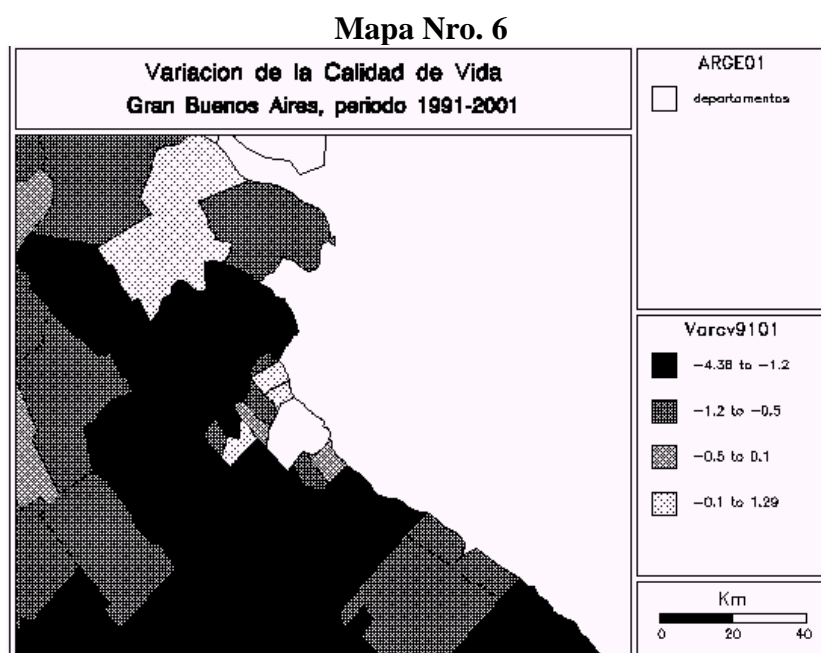 Mapa Nro. 6
Variacion de la Calidad de Vida
Gran Buenos Aires, periodo 1991-2001
ARGE01
departamentos
Varcv9101
-4.38 to -1.2
-1.2 to -0.5
-0.5 to 0.1
-0.1 to 1.29
Km
0 20 40